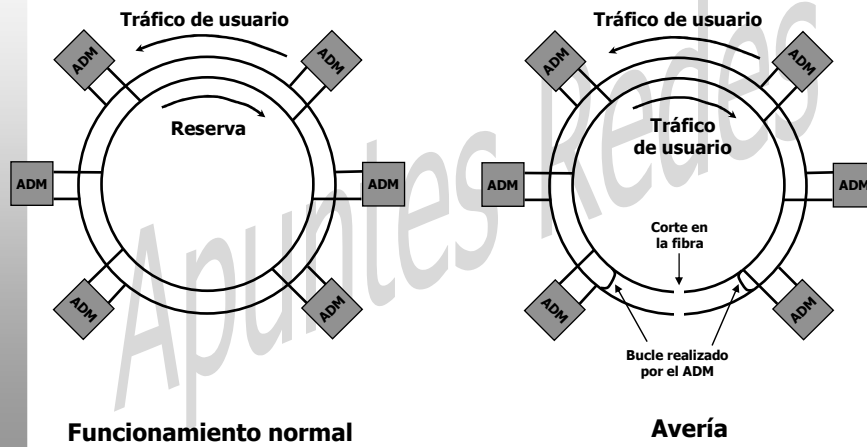 Tráfico de usuario
ADM
ADM
Reserva
ADM
ADM
ADM
ADM
Funcionamiento normal
Tráfico de usuario
ADM
ADM
Tráfico
de usuario
ADM
ADM
Corte en
la fibra
ADM
ADM
Bucle realizado
por el ADM
Avería
Apuntes Redes